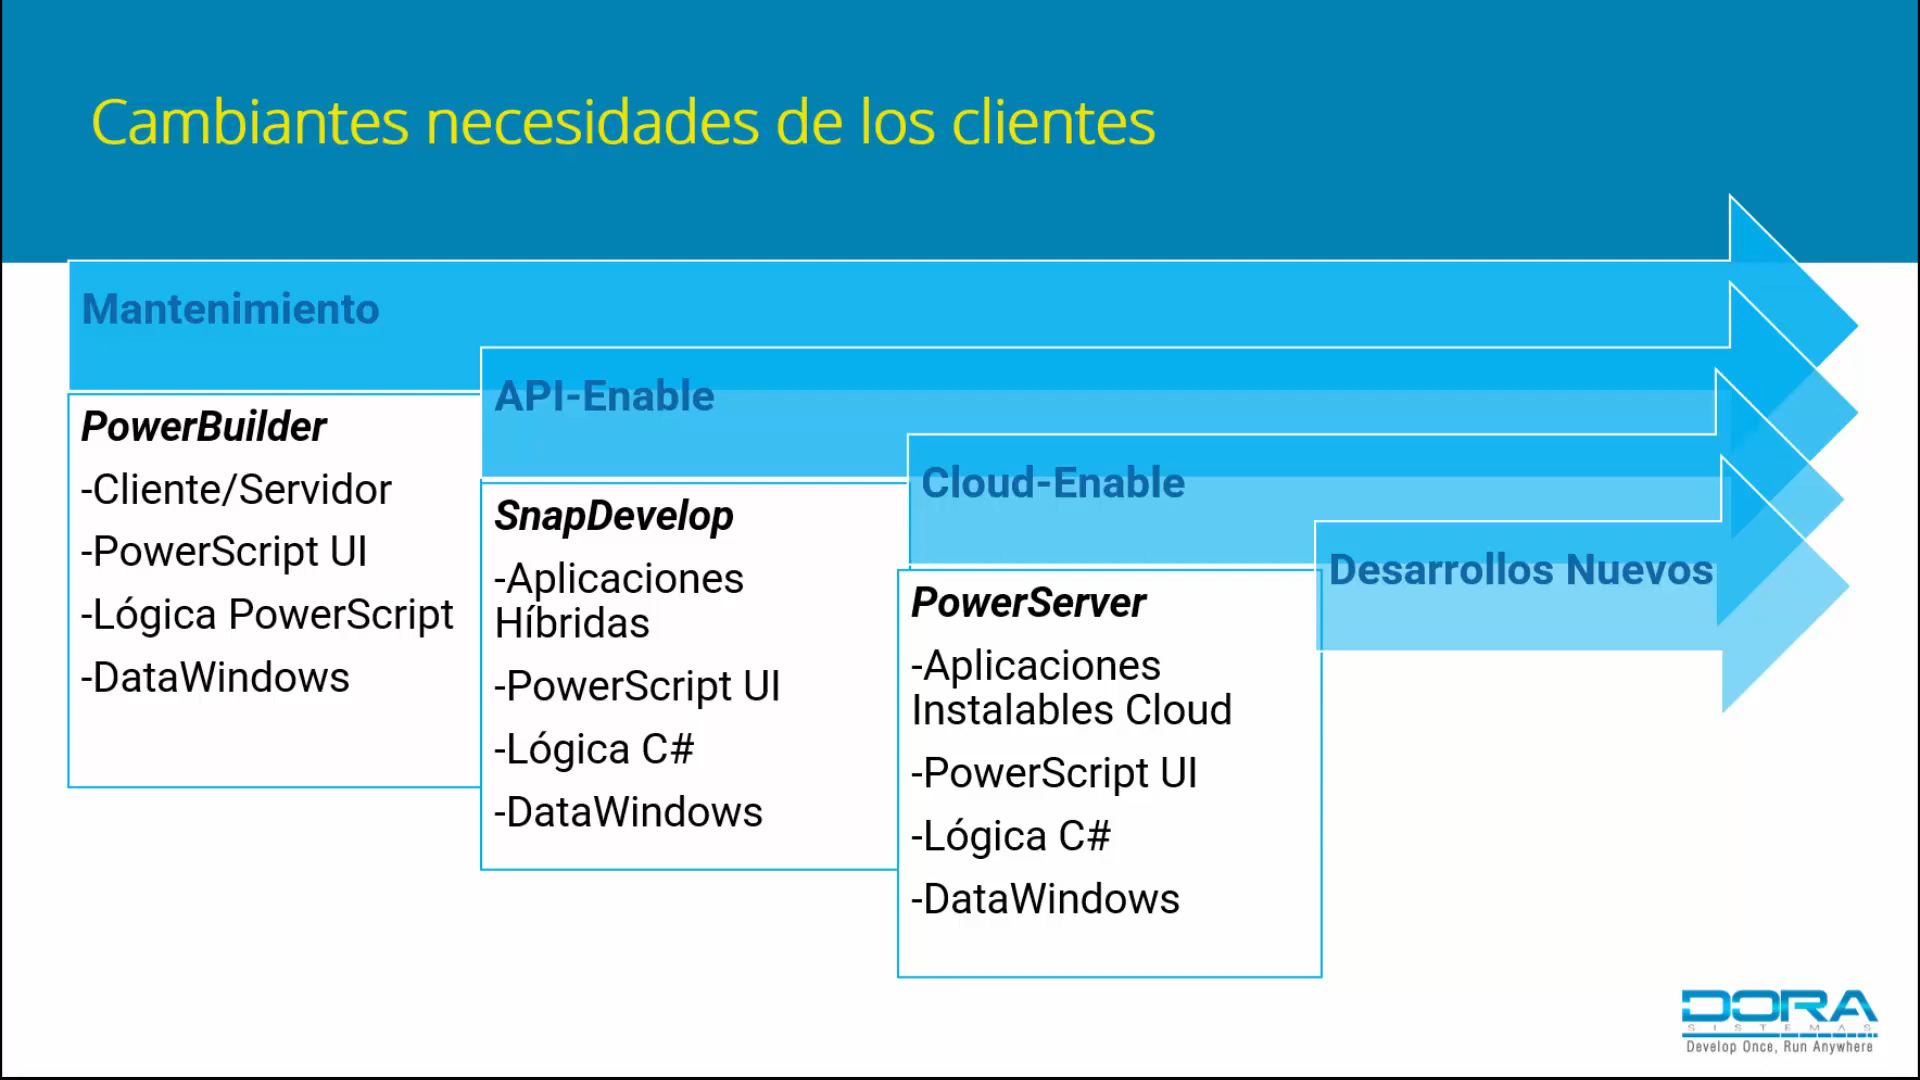 Cambiantes necesidades de los clientes
Mantenimiento
PowerBuilder
-Cliente/Servidor
-PowerScript UI
-Lógica PowerScript
-DataWindows
API-Enable
SnapDevelop
-Aplicaciones
Híbridas
-PowerScript UI
-Lógica C#
-DataWindows
Cloud-Enable
PowerServer
-Aplicaciones
Instalables Cloud
-PowerScript UI
-Lógica C#
-DataWindows
Desarrollos Nuevos
DORA
SISTEMAS
Develop Once, Run Anywhere